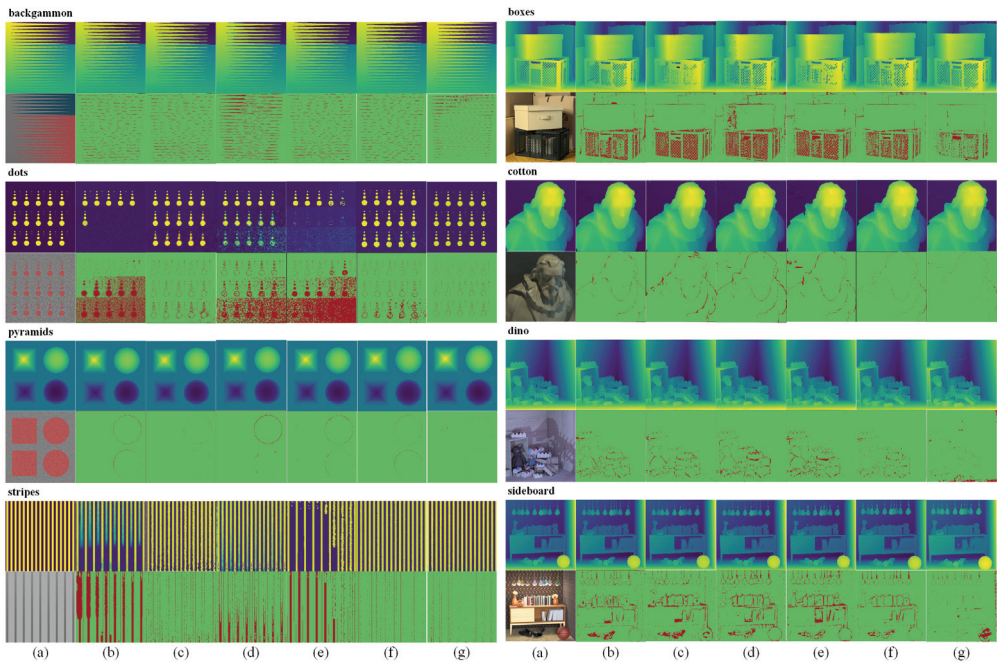 backgammon
dots
pyramids
stripes
(a) (b) (c) (d) (e) (f) (g)
boxes
cotton
dino
sideboard
(a) (b) (c) (d) (e) (f) (g)